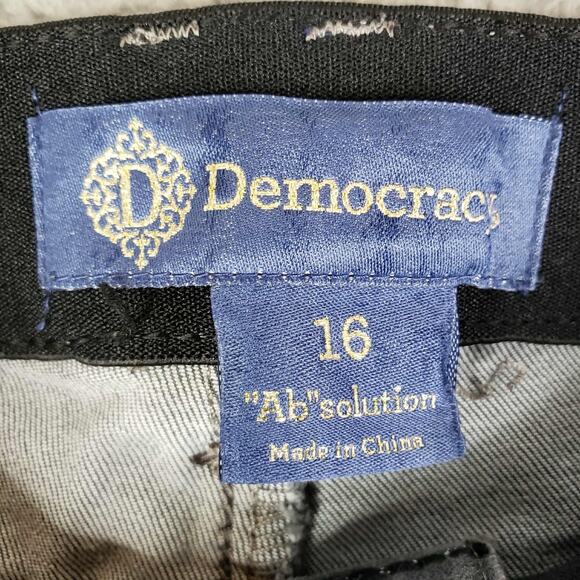 D Democracy
16
"Ab"solution
Made in China